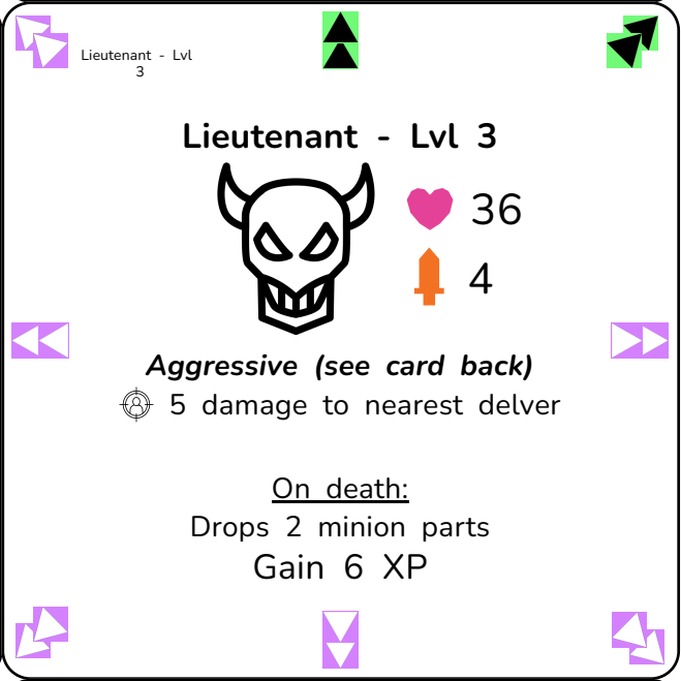 Lieutenant - Lvl
3
Lieutenant - Lvl 3
36
4
Aggressive (see card back)
5 damage to nearest delver
On death:
Drops 2 minion parts
Gain 6 XP